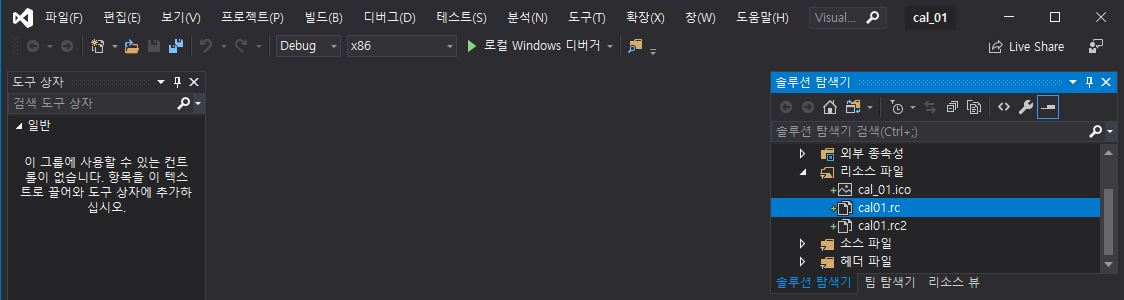 파일(F) 편집(E) 보기(V) 프로젝트(P) 빌드(B) 디버그(D) 테스트(S) 분석(N) 도구(T) 확장(X) 창(W) 도움말(H) Visual... cal_01
Debug x86 로컬 Windows 디버거 Live Share
도구 상자
검색 도구 상자
일반
이 그룹에 사용할 수 있는 컨트
롤이 없습니다. 항목을 이 텍스
트로 끌어와 도구 상자에 추가하
십시오.
솔루션 탐색기
솔루션 탐색기 검색(Ctrl+;)
외부 종속성
리소스 파일
cal_01.ico
cal01.rc
cal01.rc2
소스 파일
헤더 파일
솔루션 탐색기 팀 탐색기 리소스 뷰